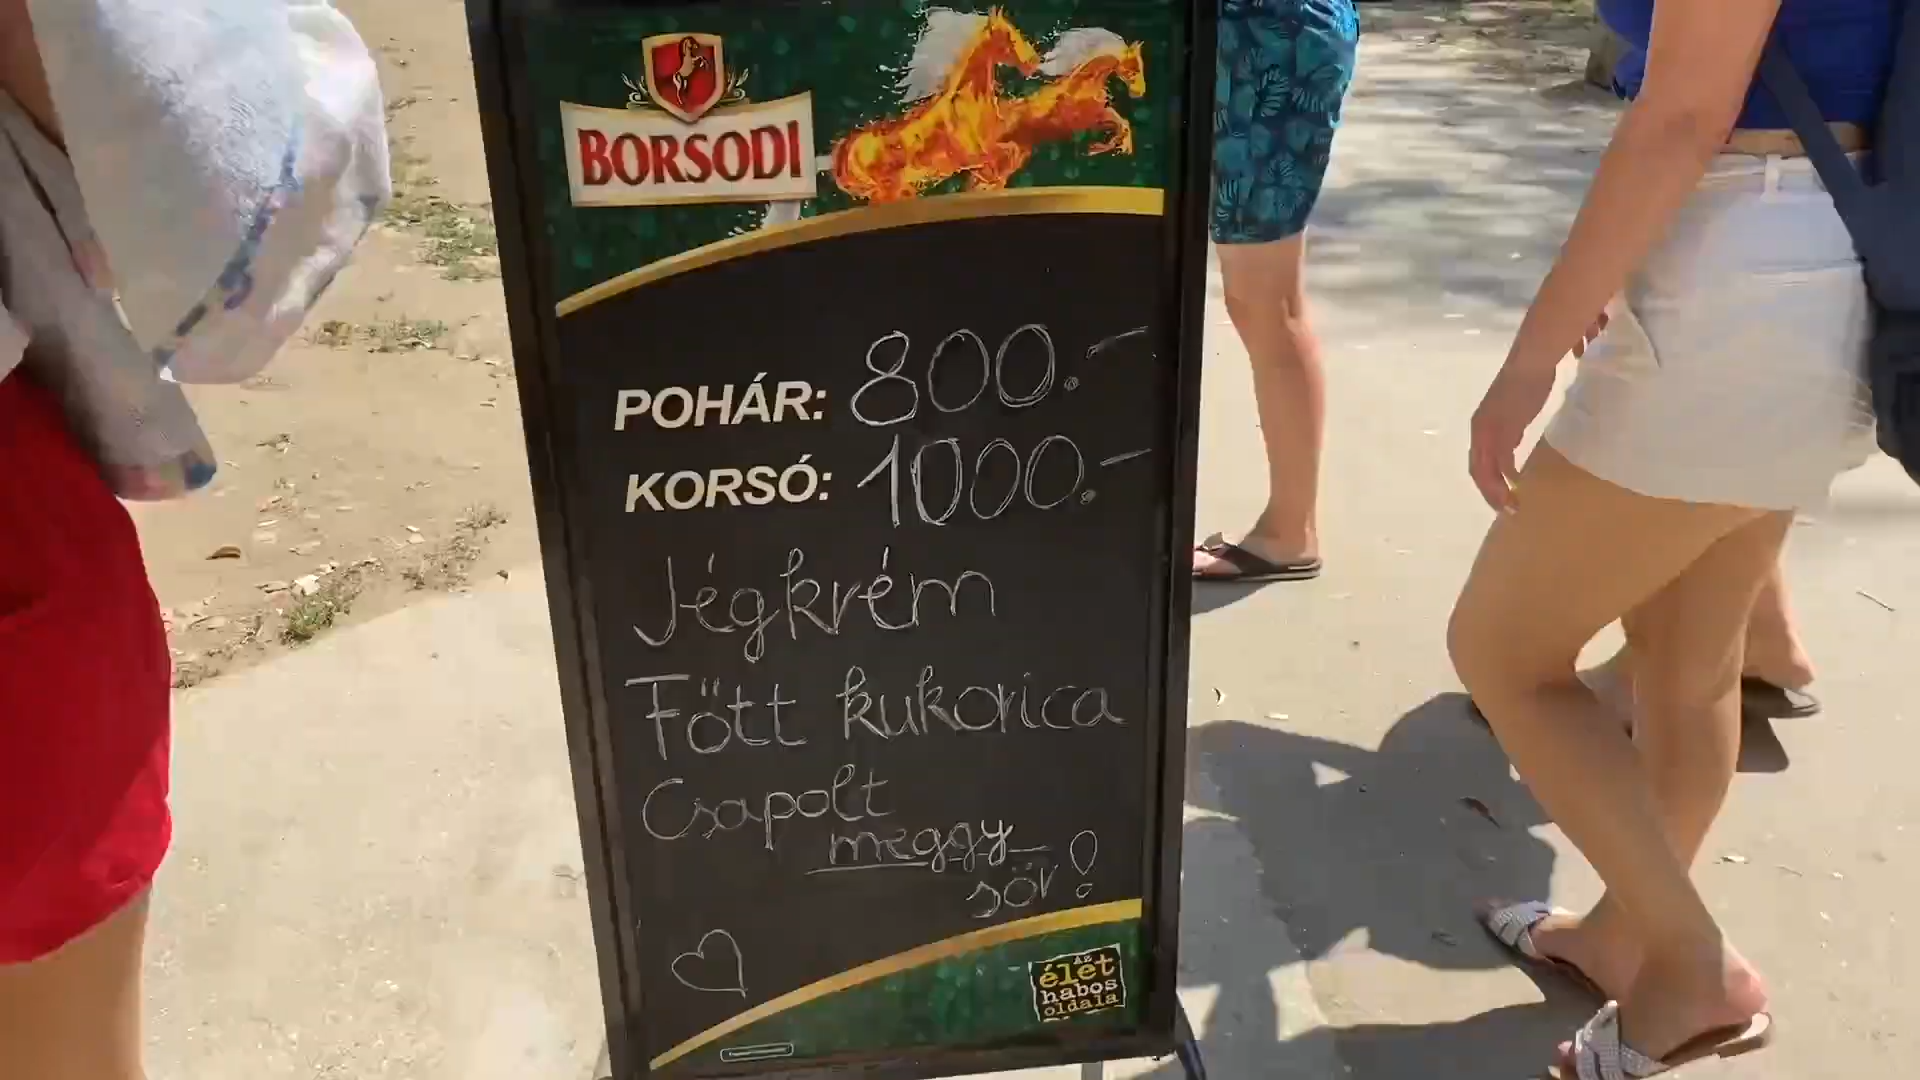 BORSODI
POHÁR: 800.-
KORSÓ: 1000.-
Jégkrém
Főtt kukorica
Csapolt
meggy
sör!
az
élet
habos
oldala